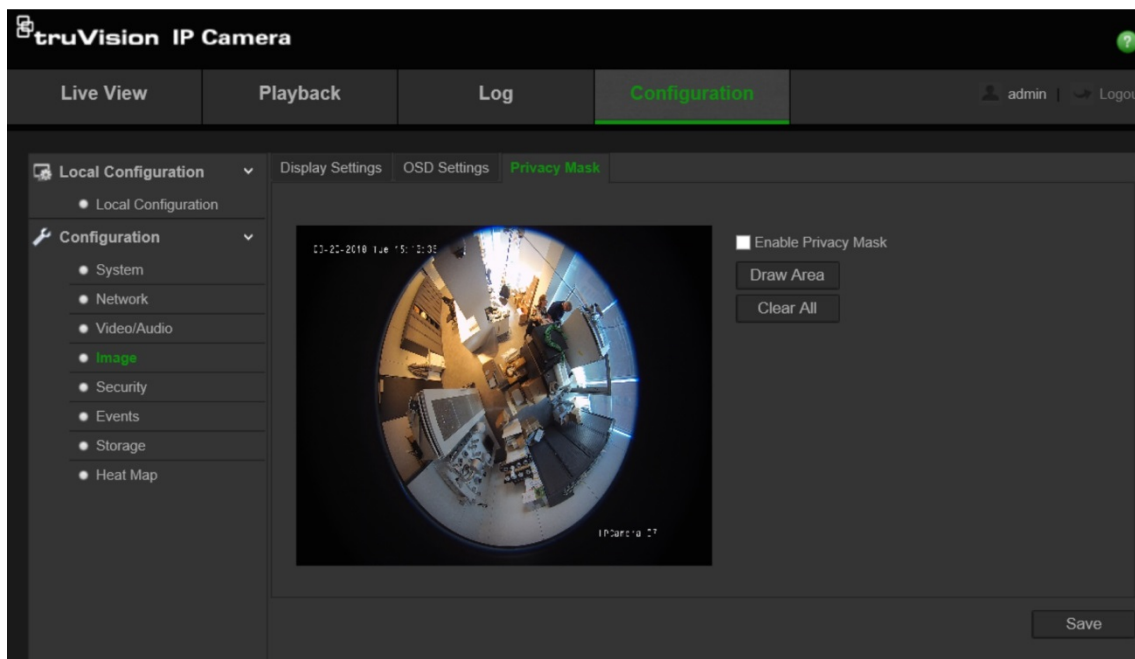 truVision IP Camera
?
Live View
Playback
Log
Configuration
admin | Logou
Local Configuration
Local Configuration
Configuration
System
Network
Video/Audio
Image
Security
Events
Storage
Heat Map
Display Settings
OSD Settings
Privacy Mask
Enable Privacy Mask
Draw Area
Clear All
Save